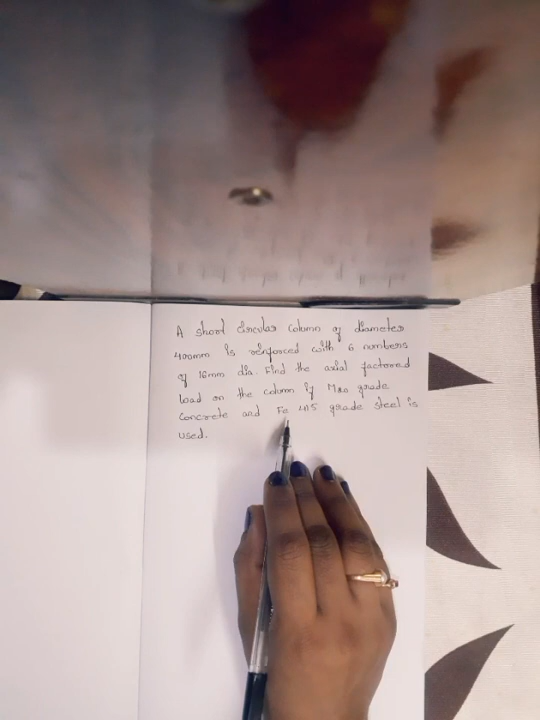 A short circular column of diameter
400mm is reinforced with 6 numbers
of 16mm dia. Find the axial factored
load on the column if M20 grade
concrete and Fe 415 grade steel is
used.